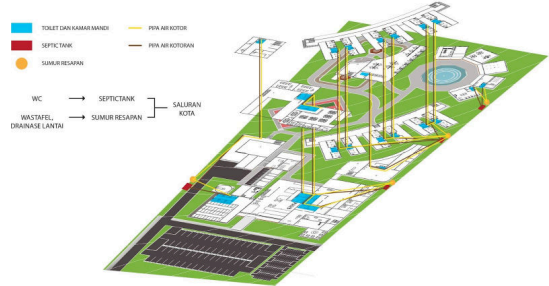 TOILET DAN KAMAR MANDI
PIPA AIR KOTOR
SEPTIC TANK
PIPA AIR KOTORAN
SUMUR RESAPAN
WC
SEPTICTANK
SALURAN
KOTA
WASTAFEL,
DRAINASE LANTAI
SUMUR RESAPAN